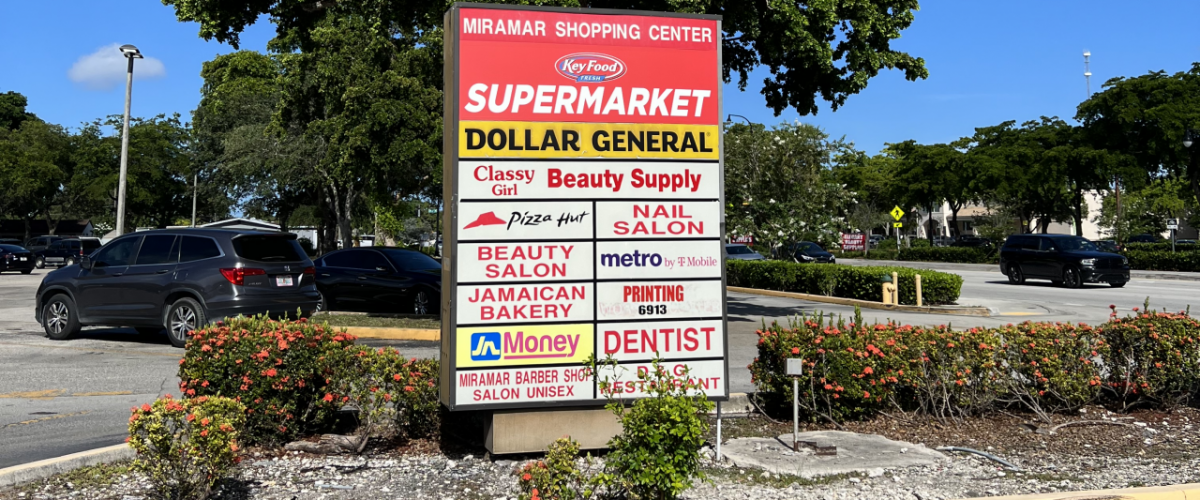 MIRAMAR SHOPPING CENTER
Key Food
FRESH
SUPERMARKET
DOLLAR GENERAL
Classy Girl Beauty Supply
Pizza Hut
NAIL SALON
BEAUTY SALON
metro by T Mobile
JAMAICAN BAKERY
PRINTING
6913
JN Money
DENTIST
MIRAMAR BARBER SHOP
SALON UNISEX
RESTAURANT